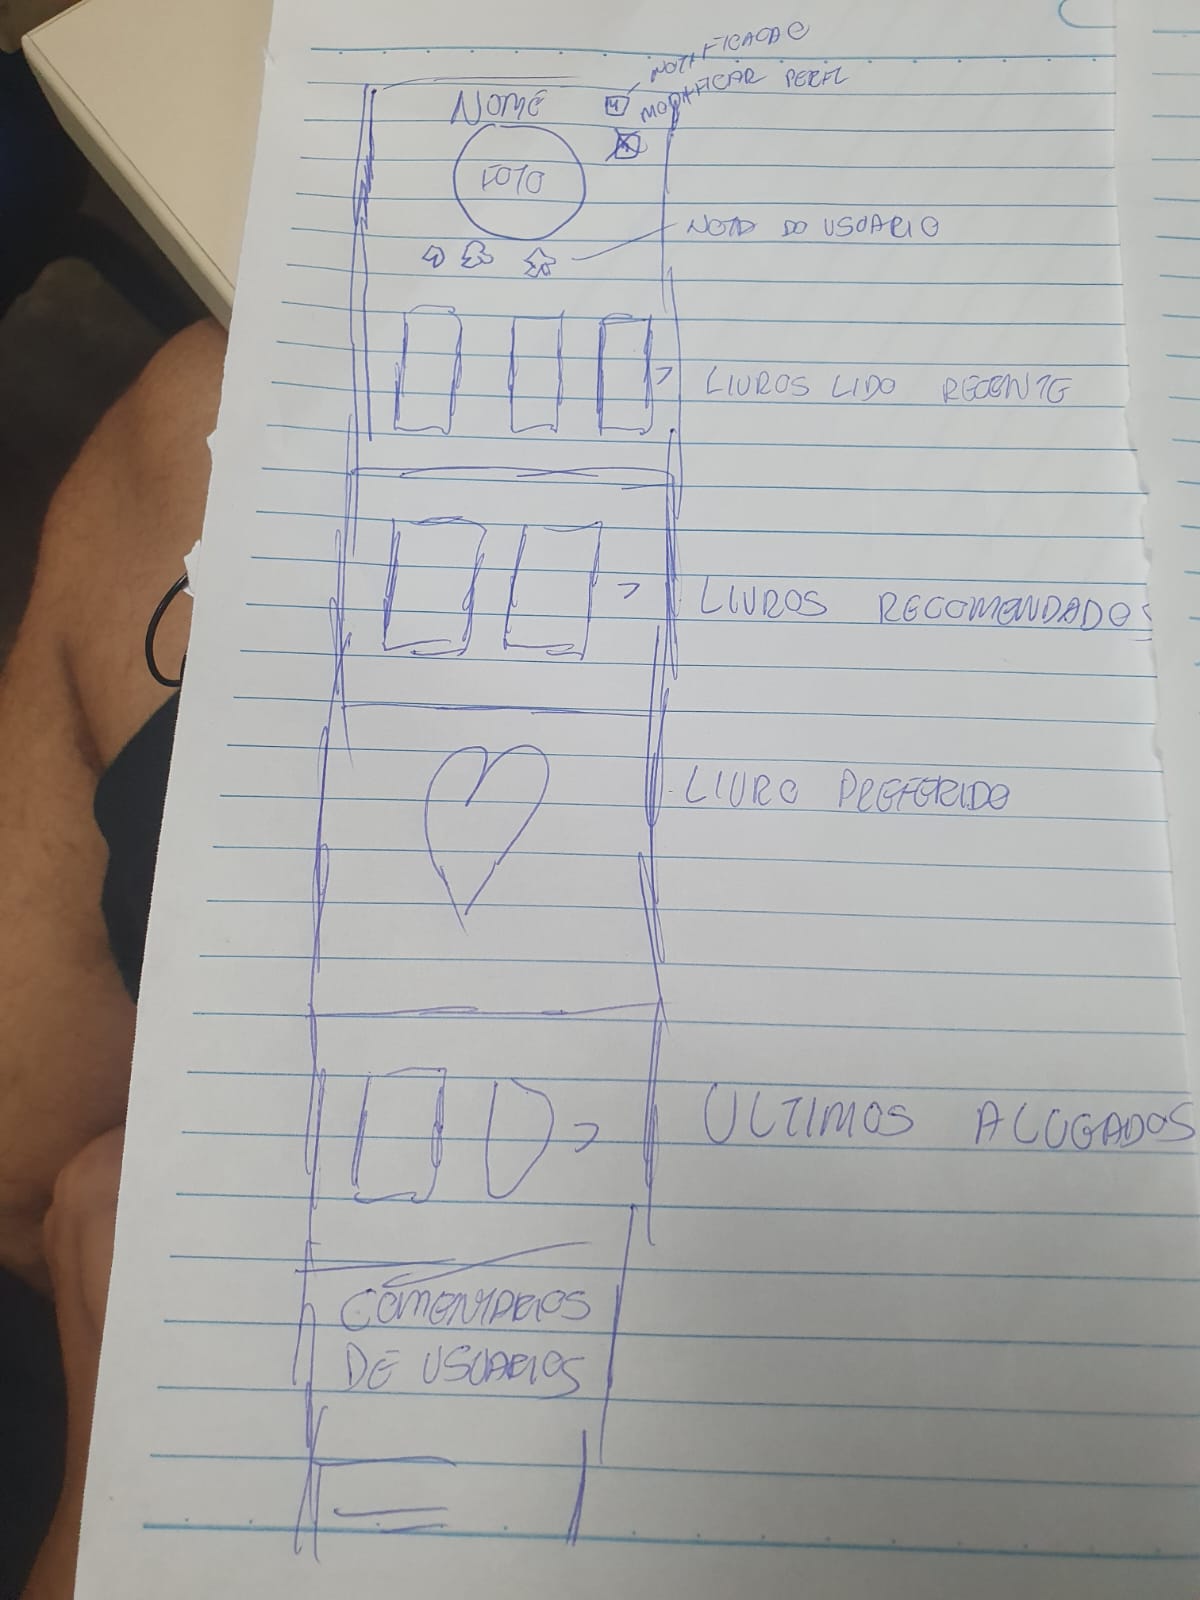 NOTIFICACAO
MODIFICAR PERFIL
NOME
FOTO
NOTA DO USUARIO
LIVROS LIDO RECENTE
LIVROS RECOMENDADOS
LIVRO PREFERIDO
ULTIMOS ALUGADOS
COMENTARIOS
DE USUARIOS